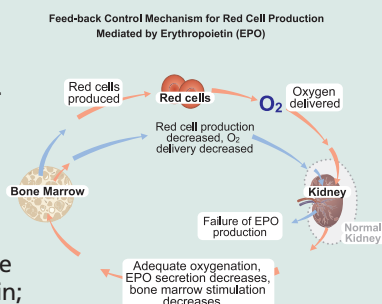 Feed-back Control Mechanism for Red Cell Production
Mediated by Erythropoietin (EPO)
Red cells
produced
Red cells
O2
Oxygen
delivered
Red cell production
decreased, O2
delivery decreased
Bone Marrow
Kidney
Failure of EPO
production
Normal
Kidney
Adequate oxygenation,
EPO secretion decreases,
bone marrow stimulation
decreases